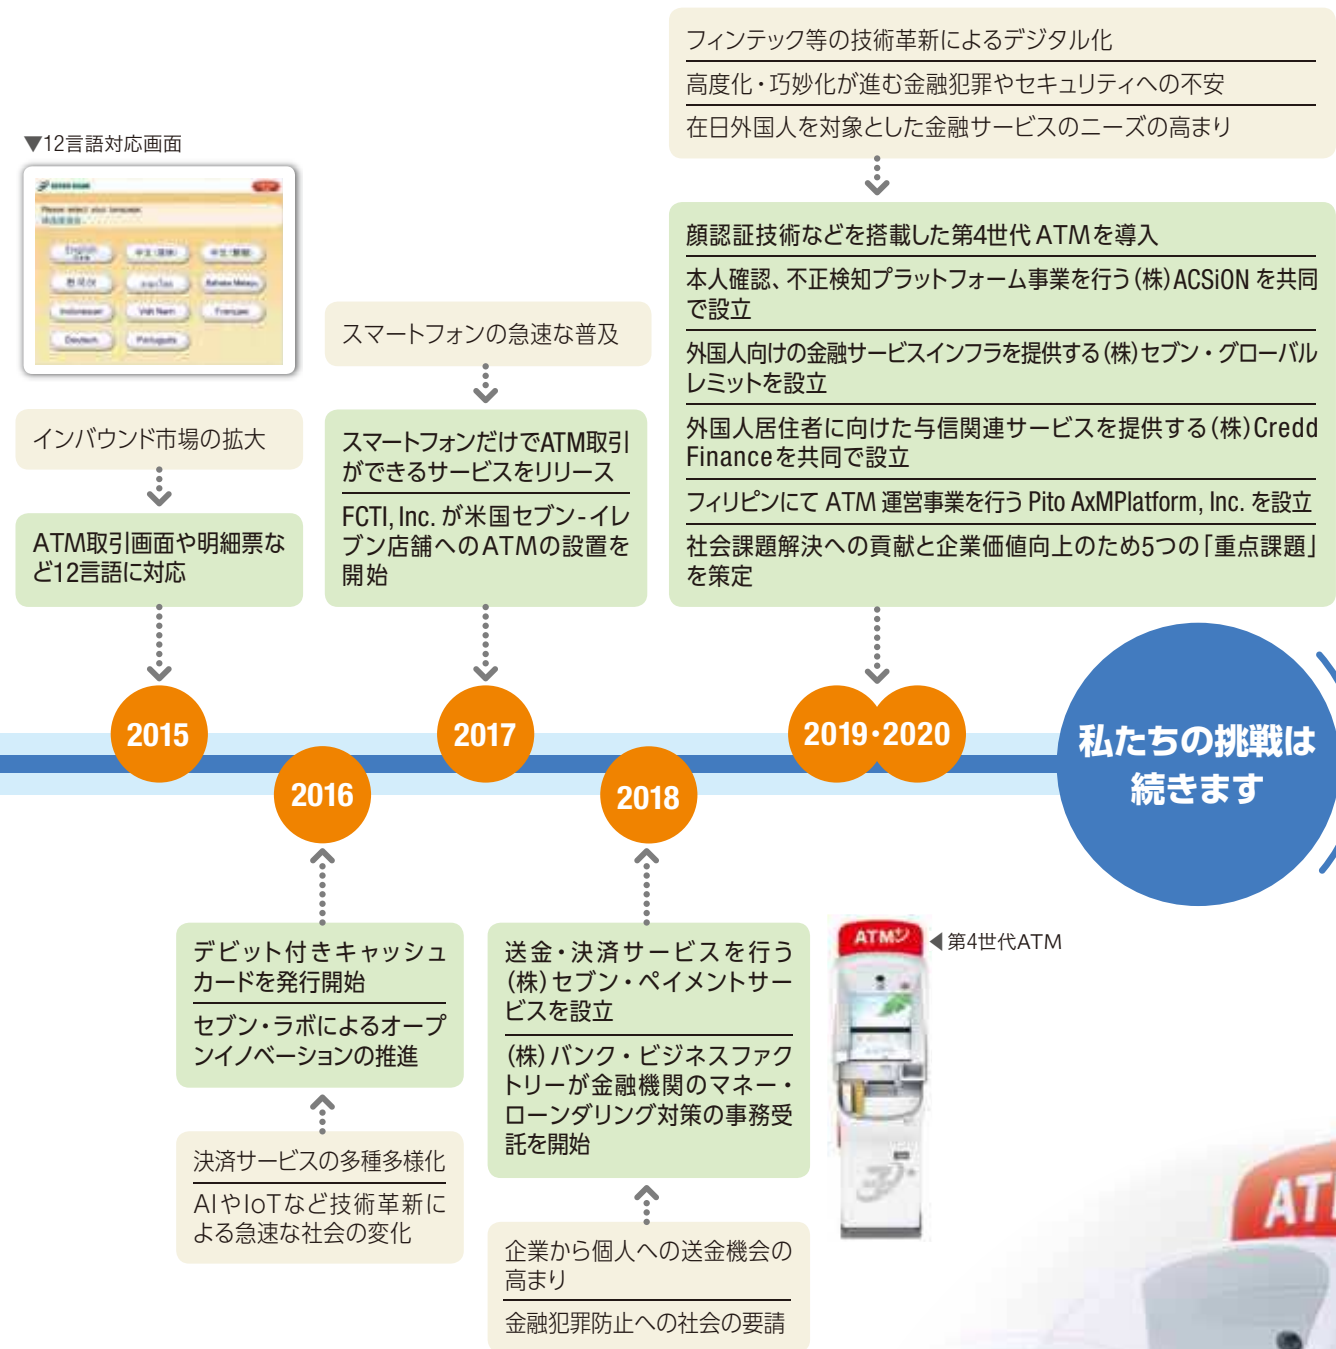 フィンテック等の技術革新によるデジタル化
高度化・巧妙化が進む金融犯罪やセキュリティへの不安
在日外国人を対象とした金融サービスのニーズの高まり
▼12言語対応画面
Please select your language.
English
中文(简体)
中文(繁體)
한국어
Bahasa Melayu
Indonesian
Việt Nam
Français
Deutsch
Português
顔認証技術などを搭載した第4世代 ATMを導入
本人確認、不正検知プラットフォーム事業を行う(株)ACSiON を共同
で設立
外国人向けの金融サービスインフラを提供する(株)セブン・グローバル
レミットを設立
外国人居住者に向けた与信関連サービスを提供する(株)Credd
Financeを共同で設立
フィリピンにて ATM 運営事業を行う Pito AxMPlatform, Inc. を設立
社会課題解決への貢献と企業価値向上のため5つの「重点課題」
を策定
スマートフォンの急速な普及
スマートフォンだけでATM取引
ができるサービスをリリース
FCTI, Inc. が米国セブン-イレ
ブン店舗へのATMの設置を
開始
インバウンド市場の拡大
ATM取引画面や明細票な
ど12言語に対応
2015
2016
2017
2018
2019・2020
私たちの挑戦は
続きます
デビット付きキャッシュ
カードを発行開始
セブン・ラボによるオープ
ンイノベーションの推進
決済サービスの多種多様化
AIやIoTなど技術革新に
よる急速な社会の変化
送金・決済サービスを行う
(株)セブン・ペイメントサー
ビスを設立
(株)バンク・ビジネスファク
トリーが金融機関のマネー・
ローンダリング対策の事務受
託を開始
企業から個人への送金機会の
高まり
金融犯罪防止への社会の要請
ATM
◀第4世代ATM
AT